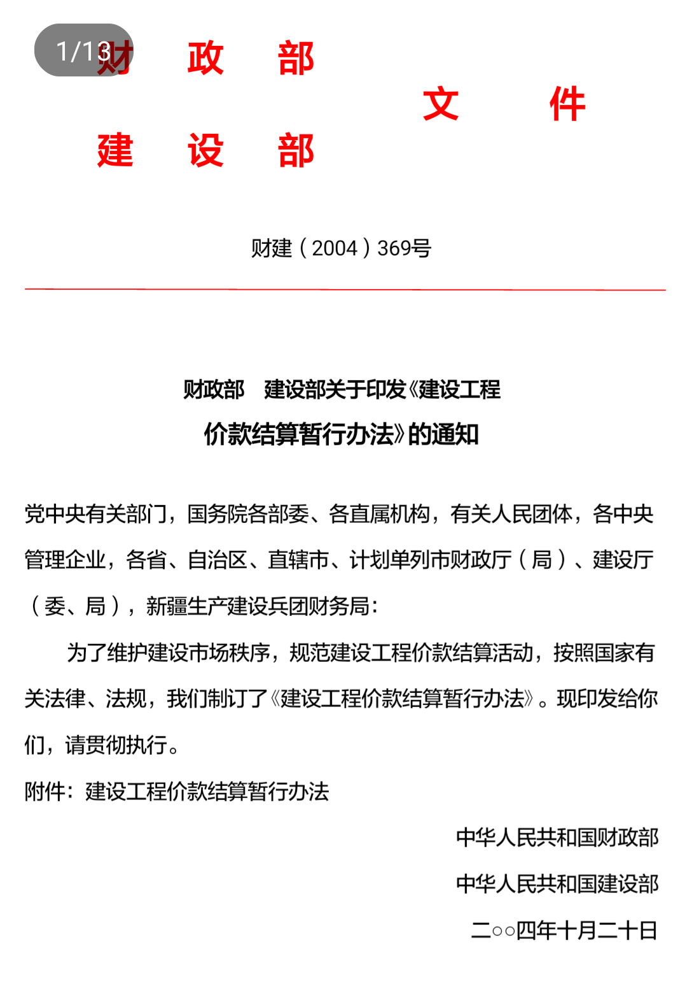 1/13
财 政 部
文 件
建 设 部
财建（2004）369号
财政部 建设部关于印发《建设工程
价款结算暂行办法》的通知
党中央有关部门，国务院各部委、各直属机构，有关人民团体，各中央
管理企业，各省、自治区、直辖市、计划单列市财政厅（局）、建设厅
（委、局），新疆生产建设兵团财务局：
为了维护建设市场秩序，规范建设工程价款结算活动，按照国家有
关法律、法规，我们制订了《建设工程价款结算暂行办法》。现印发给你
们，请贯彻执行。
附件：建设工程价款结算暂行办法
中华人民共和国财政部
中华人民共和国建设部
二○○四年十月二十日